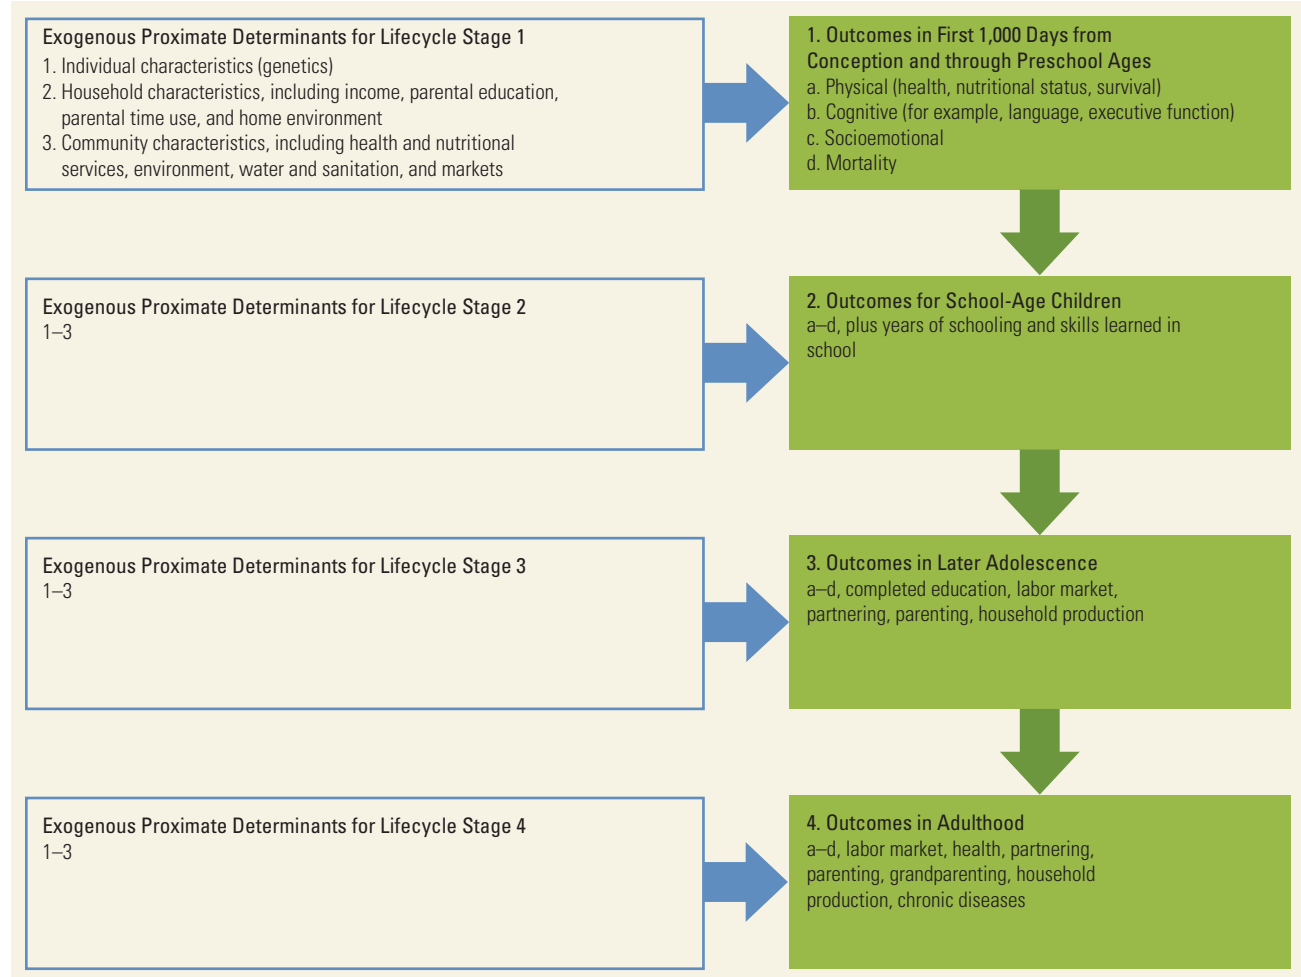 Exogenous Proximate Determinants for Lifecycle Stage 1
1. Individual characteristics (genetics)
2. Household characteristics, including income, parental education,
parental time use, and home environment
3. Community characteristics, including health and nutritional
services, environment, water and sanitation, and markets
1. Outcomes in First 1,000 Days from
Conception and through Preschool Ages
a. Physical (health, nutritional status, survival)
b. Cognitive (for example, language, executive function)
c. Socioemotional
d. Mortality
Exogenous Proximate Determinants for Lifecycle Stage 2
1–3
2. Outcomes for School-Age Children
a–d, plus years of schooling and skills learned in
school
Exogenous Proximate Determinants for Lifecycle Stage 3
1–3
3. Outcomes in Later Adolescence
a–d, completed education, labor market,
partnering, parenting, household production
Exogenous Proximate Determinants for Lifecycle Stage 4
1–3
4. Outcomes in Adulthood
a–d, labor market, health, partnering,
parenting, grandparenting, household
production, chronic diseases